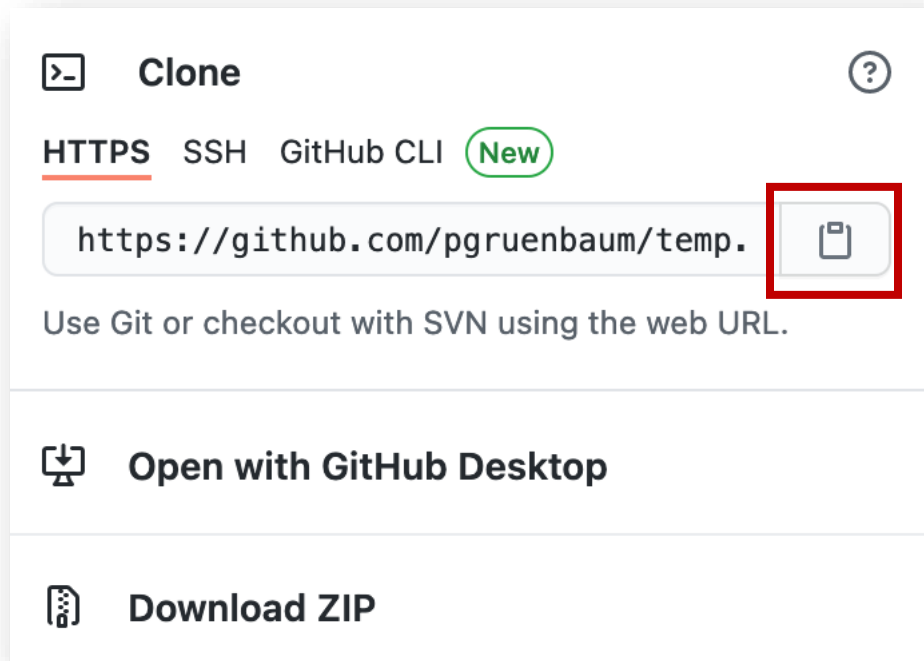 Clone
HTTPS SSH GitHub CLI New
https://github.com/pgruenbaum/temp.
Use Git or checkout with SVN using the web URL.
Open with GitHub Desktop
Download ZIP